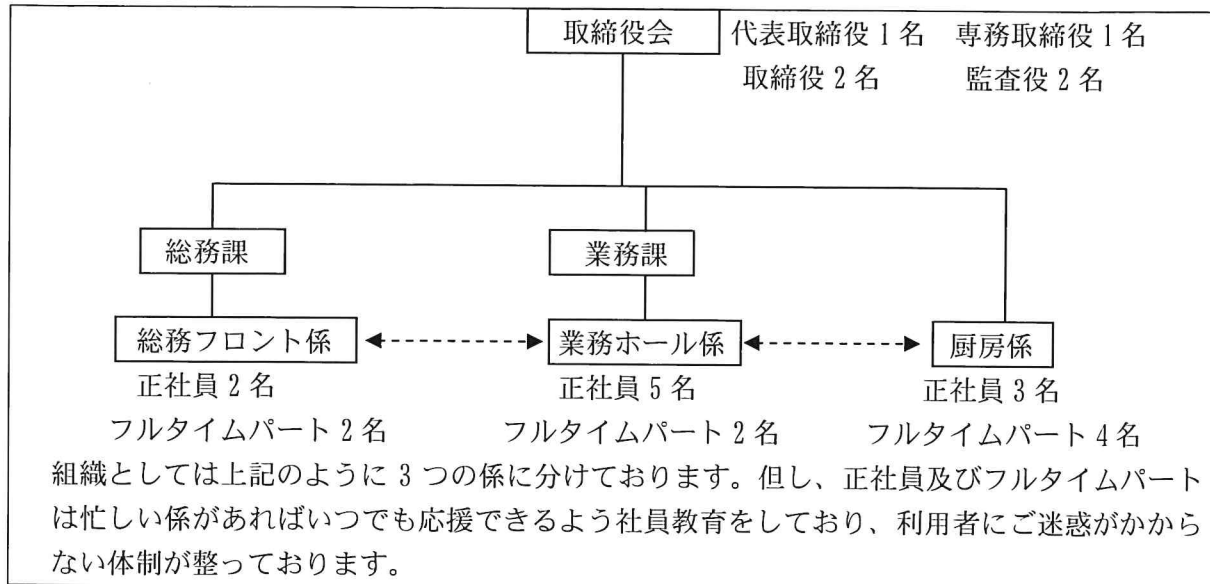 取締役会 代表取締役 1 名 専務取締役 1 名
取締役 2 名 監査役 2 名
総務課 業務課
総務フロント係 業務ホール係 厨房係
正社員 2 名 正社員 5 名 正社員 3 名
フルタイムパート 2 名 フルタイムパート 2 名 フルタイムパート 4 名
組織としては上記のように 3 つの係に分けております。但し、正社員及びフルタイムパート
は忙しい係があればいつでも応援できるよう社員教育をしており、利用者にご迷惑がかから
ない体制が整っております。